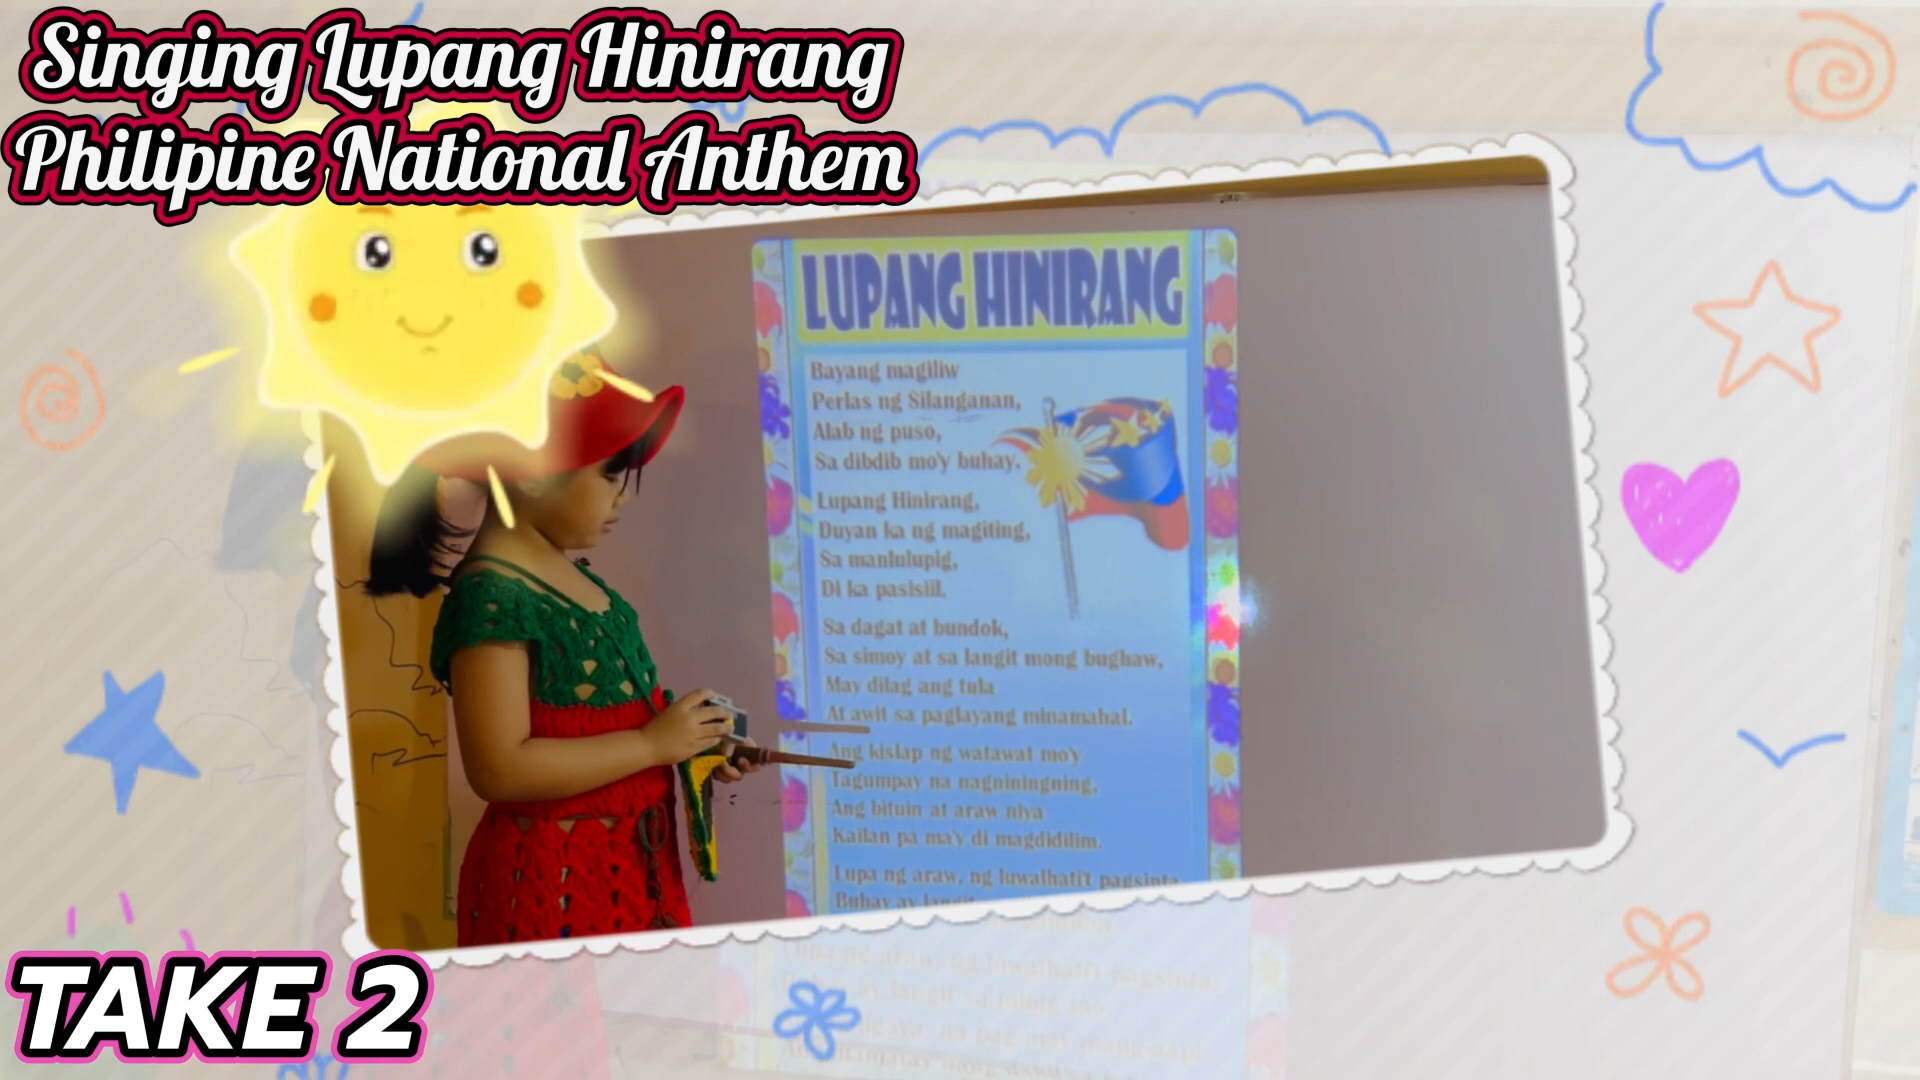 Singing Lupang Hinirang
Philipine National Anthem
LUPANG HINIRANG
Bayang magiliw
Perlas ng Silanganan,
Alab ng puso,
Sa dibdib mo'y buhay.
Lupang Hinirang,
Duyan ka ng magiting,
Sa manlulupig,
Di ka pasisiil.
Sa dagat at bundok,
Sa simoy at sa langit mong bughaw,
May dilag ang tula
At awit sa paglayang minamahal.
Ang kislap ng watawat mo'y
Tagumpay na nagniningning,
Ang bituin at araw niya
Kailan pa ma'y di magdidilim.
Lupa ng araw, ng luwalhati't pagsinta
Buhay ay langit
TAKE 2